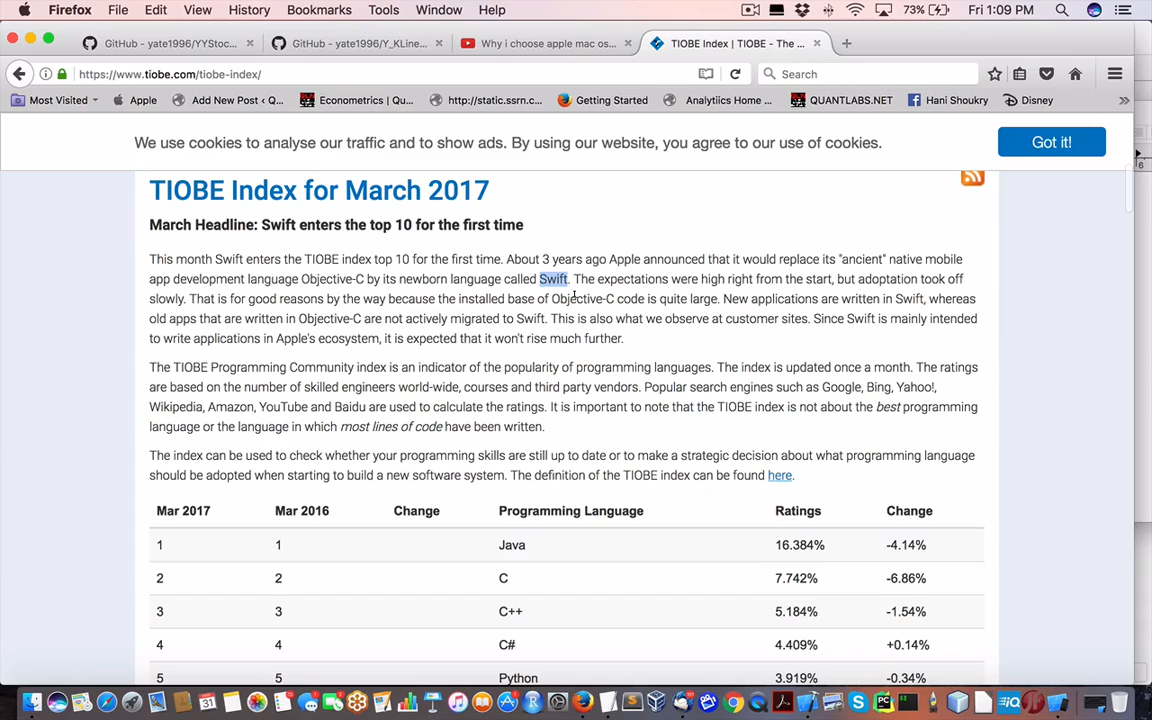 Firefox File Edit View History Bookmarks Tools Window Help 73% Fri 1:09 PM
GitHub - yate1996/YYStoc... × GitHub - yate1996/Y_KLine... × Why i choose apple mac os... × TIOBE Index | TIOBE - The ... × +
https://www.tiobe.com/tiobe-index/ Search
Most Visited Apple Add New Post ‹ Q... Econometrics | Qu... http://static.ssrn.c... Getting Started Analytiics Home ... QUANTLABS.NET Hani Shoukry Disney »
We use cookies to analyse our traffic and to show ads. By using our website, you agree to our use of cookies. Got it!
TIOBE Index for March 2017
March Headline: Swift enters the top 10 for the first time
This month Swift enters the TIOBE index top 10 for the first time. About 3 years ago Apple announced that it would replace its "ancient" native mobile
app development language Objective-C by its newborn language called Swift. The expectations were high right from the start, but adoptation took off
slowly. That is for good reasons by the way because the installed base of Objective-C code is quite large. New applications are written in Swift, whereas
old apps that are written in Objective-C are not actively migrated to Swift. This is also what we observe at customer sites. Since Swift is mainly intended
to write applications in Apple's ecosystem, it is expected that it won't rise much further.
The TIOBE Programming Community index is an indicator of the popularity of programming languages. The index is updated once a month. The ratings
are based on the number of skilled engineers world-wide, courses and third party vendors. Popular search engines such as Google, Bing, Yahoo!,
Wikipedia, Amazon, YouTube and Baidu are used to calculate the ratings. It is important to note that the TIOBE index is not about the best programming
language or the language in which most lines of code have been written.
The index can be used to check whether your programming skills are still up to date or to make a strategic decision about what programming language
should be adopted when starting to build a new software system. The definition of the TIOBE index can be found here.
Mar 2017 Mar 2016 Change Programming Language Ratings Change
1 1 Java 16.384% -4.14%
2 2 C 7.742% -6.86%
3 3 C++ 5.184% -1.54%
4 4 C# 4.409% +0.14%
5 5 Python 3.919% -0.34%